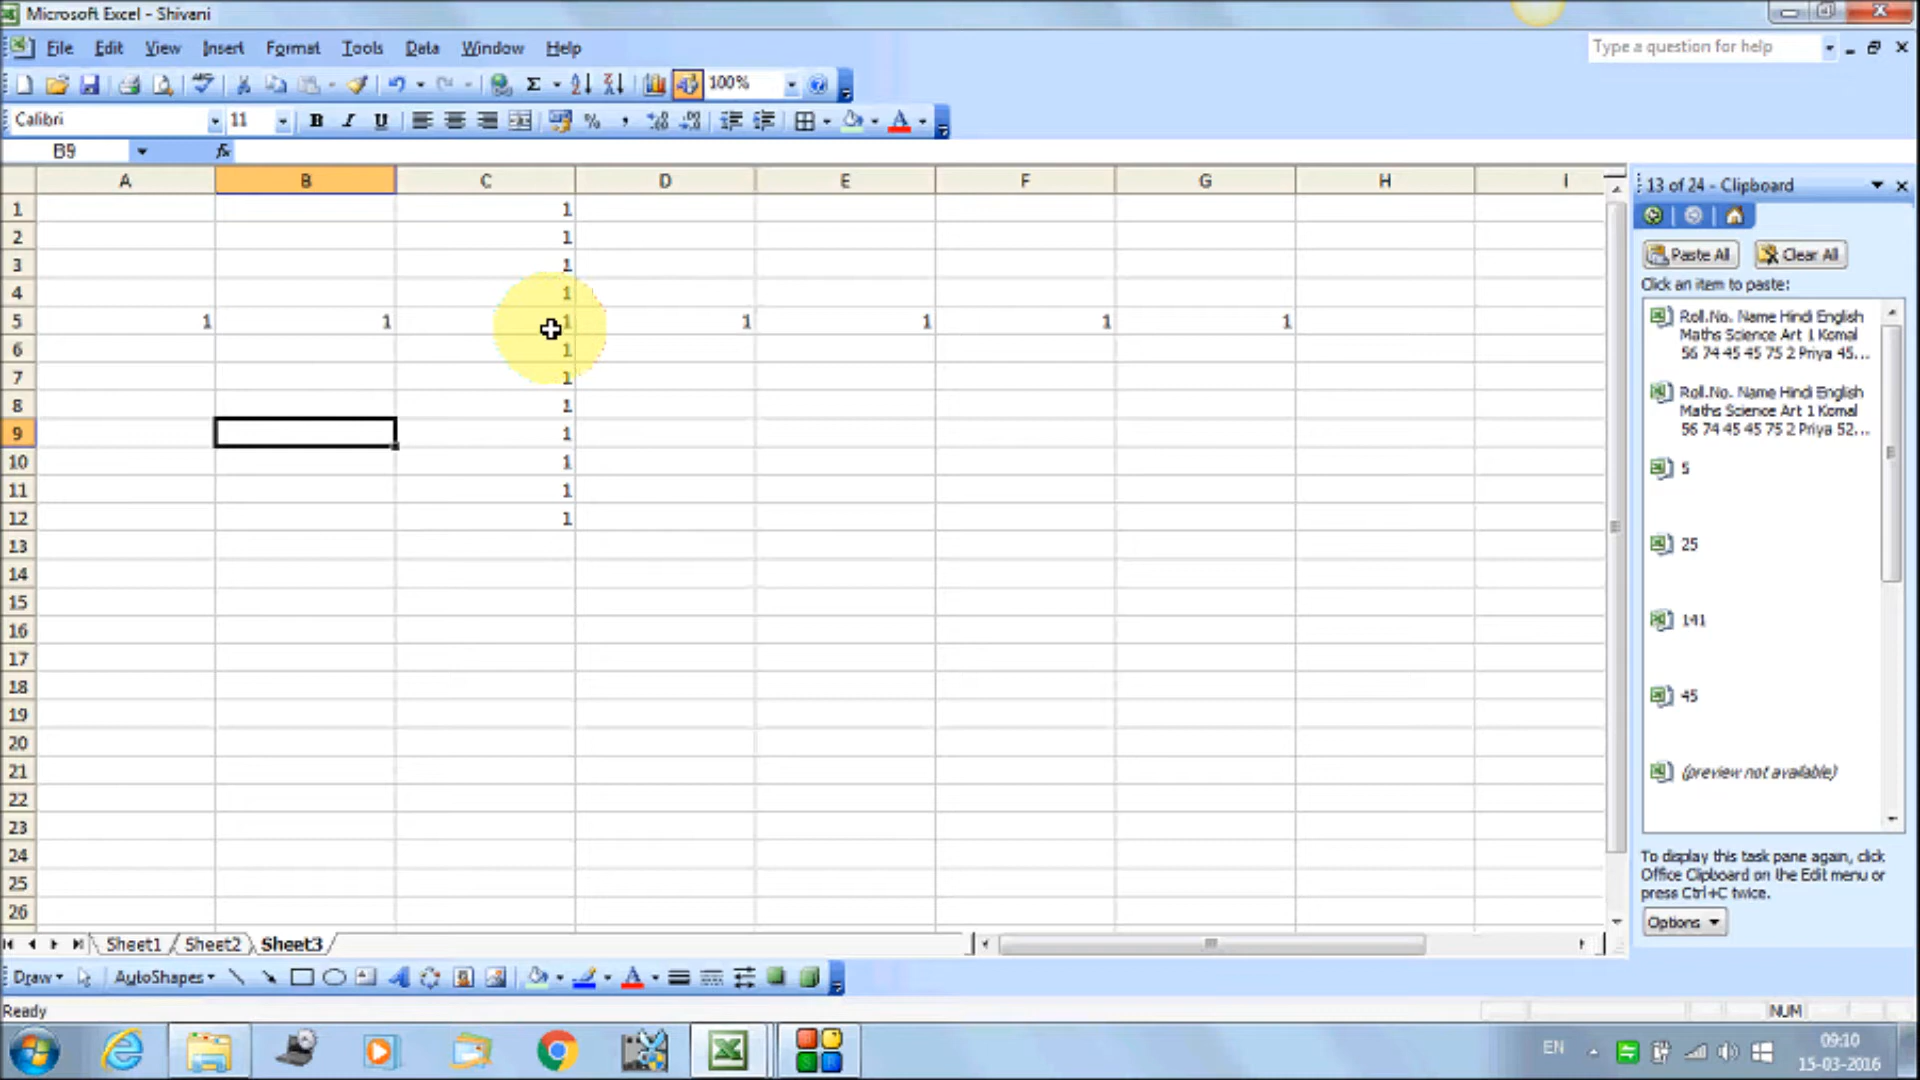 Microsoft Excel - Shivani
File Edit View Insert Format Tools Data Window Help
Type a question for help
100%
Calibri 11 B I U
B9 fx
A B C D E F G H I
1 1
2 1
3 1
4 1
5 1 1 1 1 1 1 1
6 1
7 1
8 1
9 1
10 1
11 1
12 1
13
14
15
16
17
18
19
20
21
22
23
24
25
26
13 of 24 - Clipboard
Paste All Clear All
Click an item to paste:
Roll.No. Name Hindi English
Maths Science Art 1 Komal
56 74 45 45 75 2 Priya 45...
Roll.No. Name Hindi English
Maths Science Art 1 Komal
56 74 45 45 75 2 Priya 52...
5
25
141
45
(preview not available)
To display this task pane again, click
Office Clipboard on the Edit menu or
press Ctrl+C twice.
Options
Sheet1 Sheet2 Sheet3
Draw AutoShapes
Ready
NUM
EN
09:10
15-03-2016